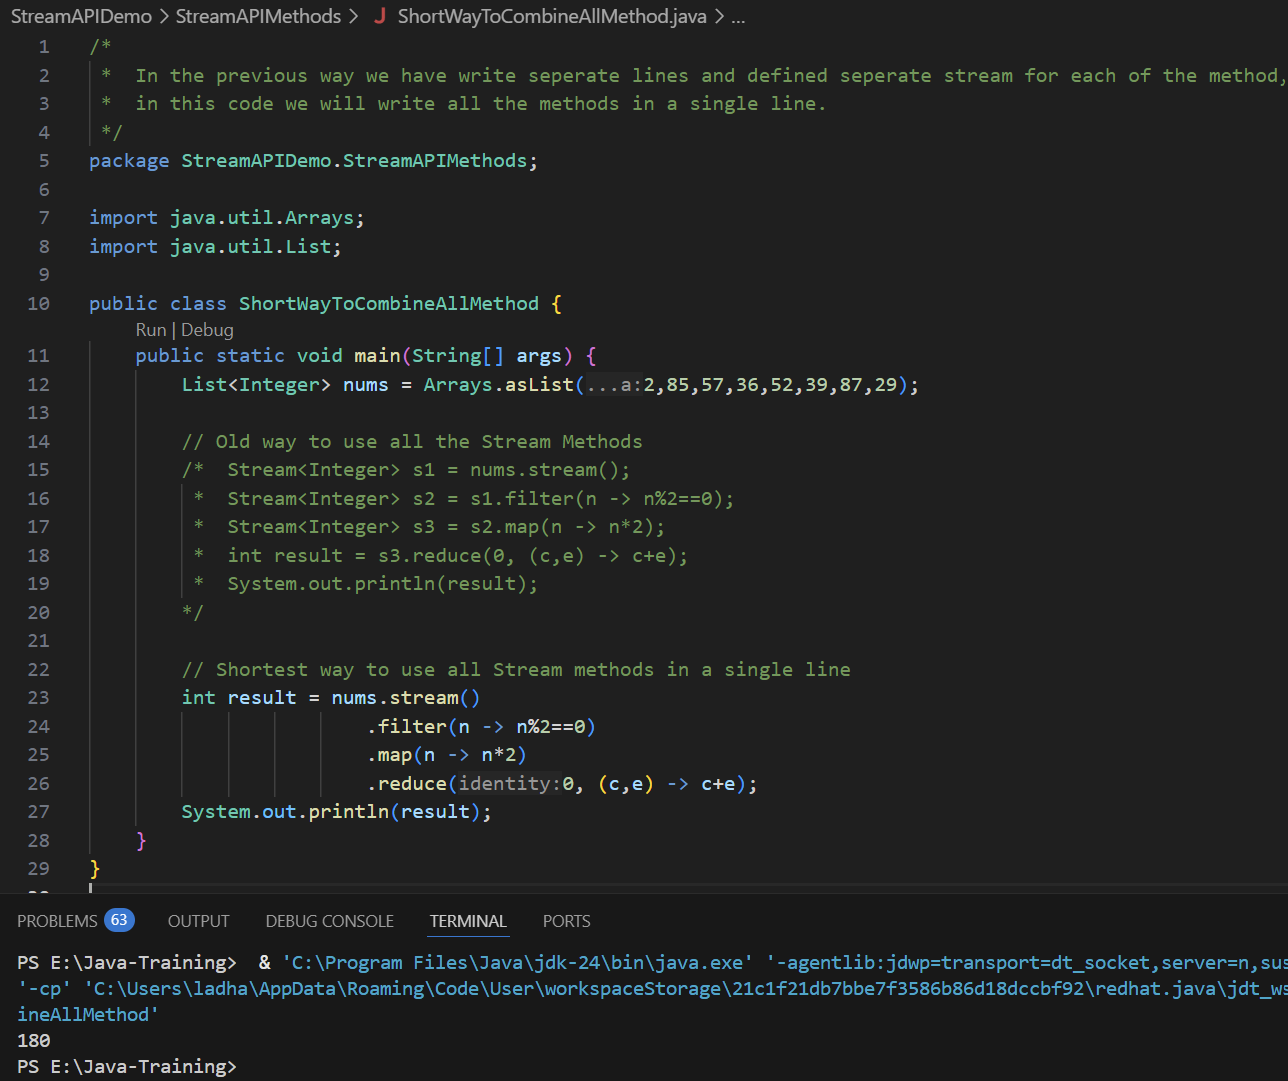 StreamAPIDemo > StreamAPIMethods > J ShortWayToCombineAllMethod.java > ...
1 /*
2  *  In the previous way we have write seperate lines and defined seperate stream for each of the method,
3  *  in this code we will write all the methods in a single line.
4  */
5 package StreamAPIDemo.StreamAPIMethods;
6
7 import java.util.Arrays;
8 import java.util.List;
9
10 public class ShortWayToCombineAllMethod {
Run | Debug
11     public static void main(String[] args) {
12         List<Integer> nums = Arrays.asList(...a:2,85,57,36,52,39,87,29);
13
14         // Old way to use all the Stream Methods
15         /*  Stream<Integer> s1 = nums.stream();
16          *  Stream<Integer> s2 = s1.filter(n -> n%2==0);
17          *  Stream<Integer> s3 = s2.map(n -> n*2);
18          *  int result = s3.reduce(0, (c,e) -> c+e);
19          *  System.out.println(result);
20         */
21
22         // Shortest way to use all Stream methods in a single line
23         int result = nums.stream()
24                         .filter(n -> n%2==0)
25                         .map(n -> n*2)
26                         .reduce(identity:0, (c,e) -> c+e);
27         System.out.println(result);
28     }
29 }
PROBLEMS 63 OUTPUT DEBUG CONSOLE TERMINAL PORTS
PS E:\Java-Training>  & 'C:\Program Files\Java\jdk-24\bin\java.exe' '-agentlib:jdwp=transport=dt_socket,server=n,sus
'-cp' 'C:\Users\ladha\AppData\Roaming\Code\User\workspaceStorage\21c1f21db7bbe7f3586b86d18dccbf92\redhat.java\jdt_ws
ineAllMethod'
180
PS E:\Java-Training>